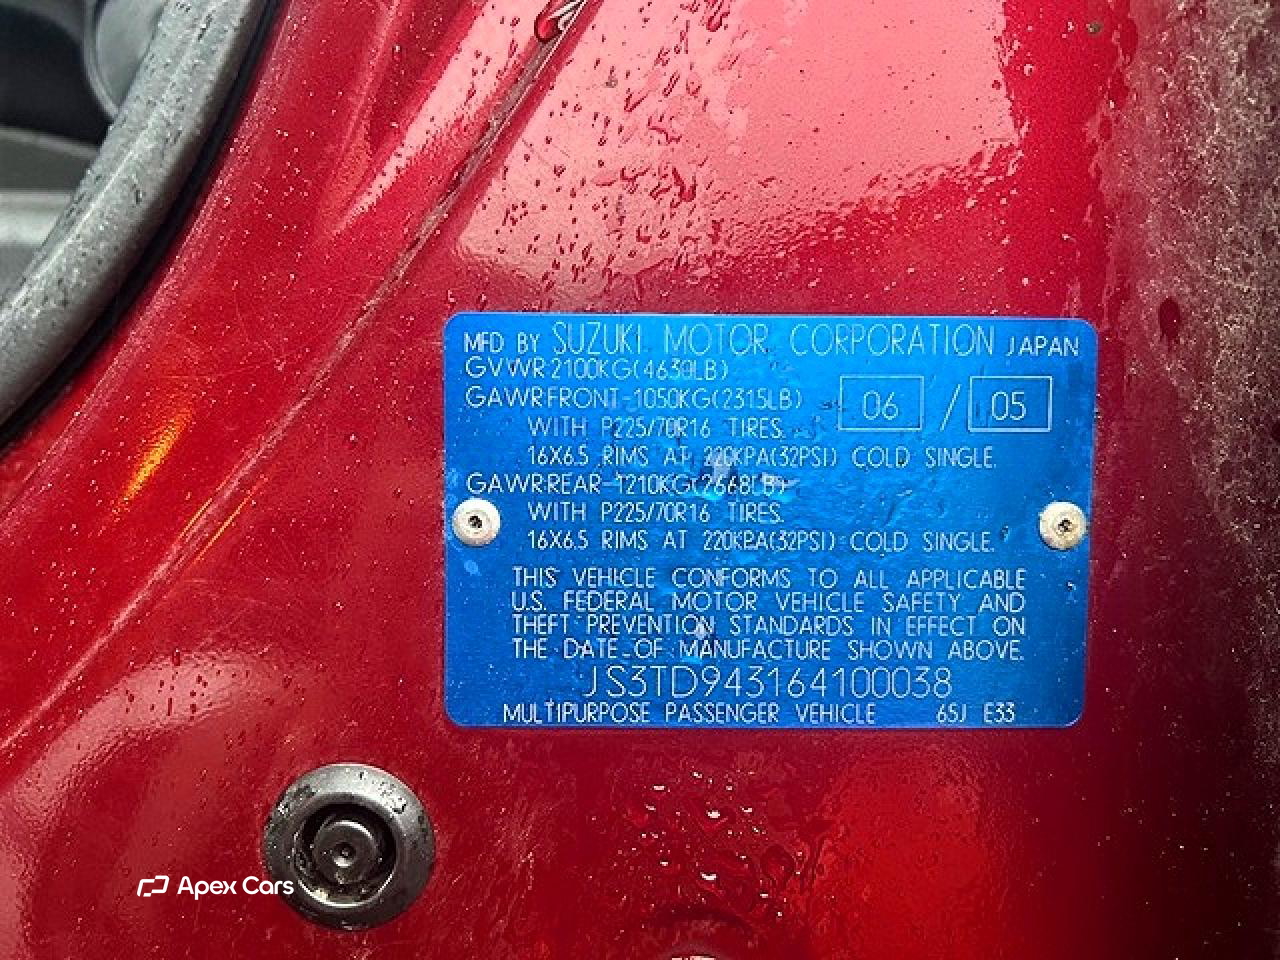 MFD BY SUZUKI MOTOR CORPORATION JAPAN
GVWR 2100KG(4630LB)
GAWR FRONT-1050KG(2315LB) 06 / 05
WITH P225/70R16 TIRES.
16X6.5 RIMS AT 220KPA(32PSI) COLD SINGLE.
GAWR REAR-1210KG(2668LB)
WITH P225/70R16 TIRES.
16X6.5 RIMS AT 220KPA(32PSI) COLD SINGLE.
THIS VEHICLE CONFORMS TO ALL APPLICABLE
U.S. FEDERAL MOTOR VEHICLE SAFETY AND
THEFT PREVENTION STANDARDS IN EFFECT ON
THE DATE OF MANUFACTURE SHOWN ABOVE.
JS3TD943164100038
MULTIPURPOSE PASSENGER VEHICLE 65J E33
Apex Cars